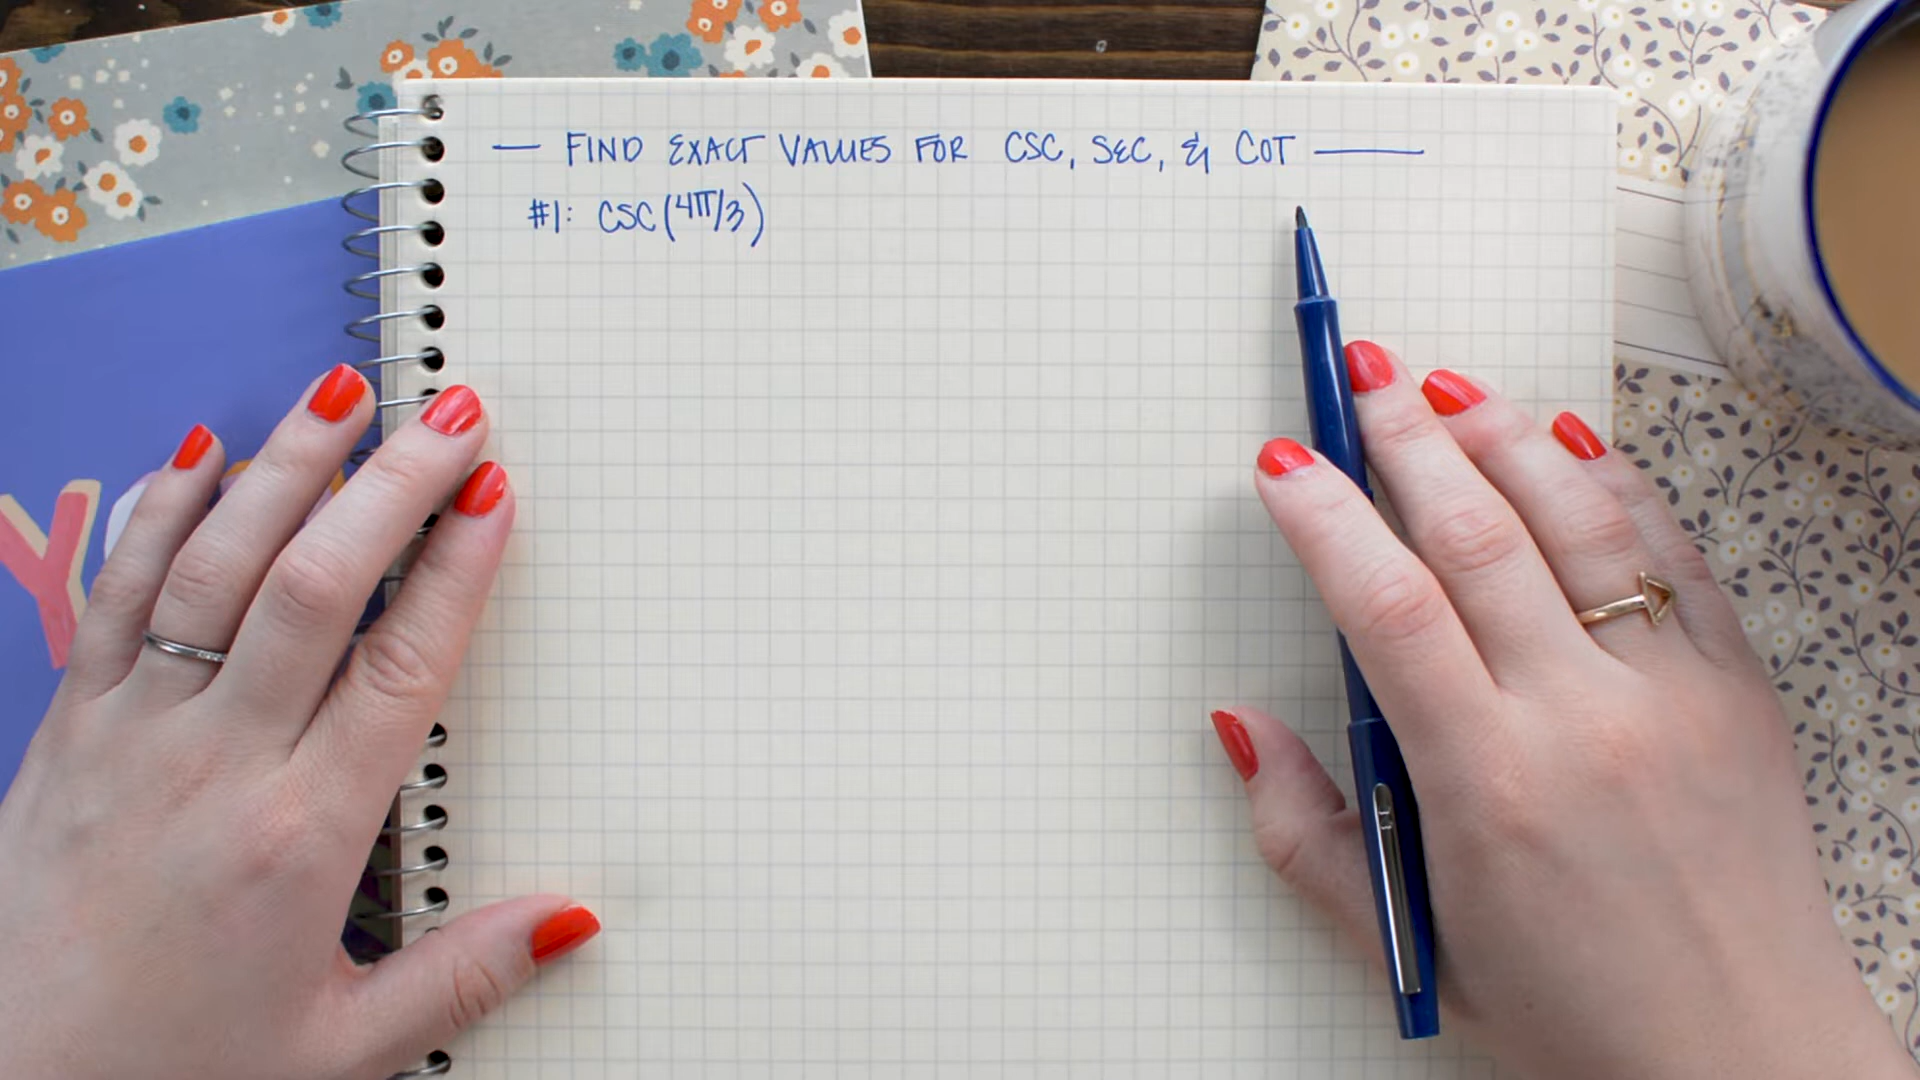 — FIND EXACT VALUES FOR CSC, SEC, & COT —
#1: CSC(4π/3)
Y